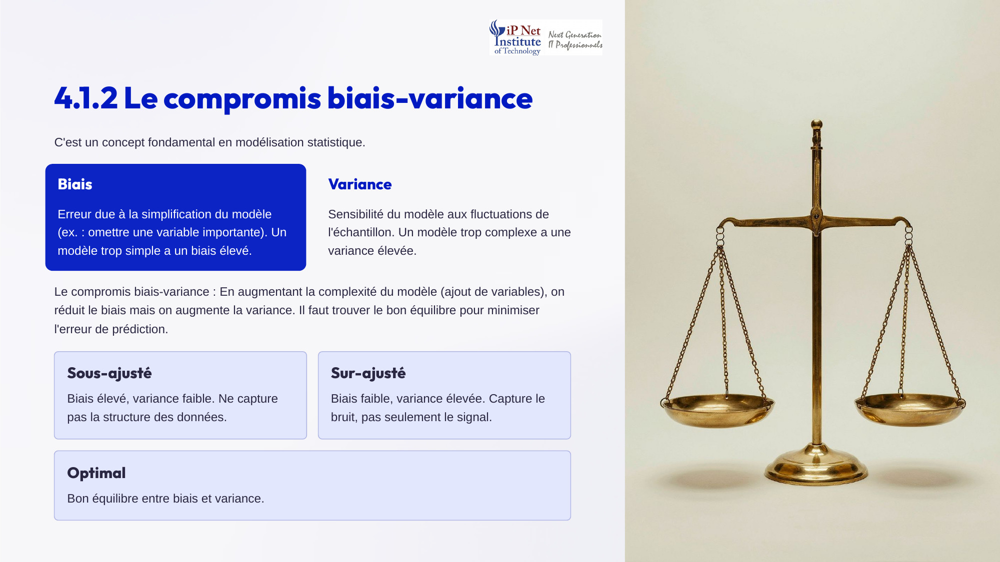 iP Net
Institute
of Technology
Next Generation
IT Professionnels
4.1.2 Le compromis biais-variance
C'est un concept fondamental en modélisation statistique.
Biais
Erreur due à la simplification du modèle
(ex. : omettre une variable importante). Un
modèle trop simple a un biais élevé.
Variance
Sensibilité du modèle aux fluctuations de
l'échantillon. Un modèle trop complexe a une
variance élevée.
Le compromis biais-variance : En augmentant la complexité du modèle (ajout de variables), on
réduit le biais mais on augmente la variance. Il faut trouver le bon équilibre pour minimiser
l'erreur de prédiction.
Sous-ajusté
Biais élevé, variance faible. Ne capture
pas la structure des données.
Sur-ajusté
Biais faible, variance élevée. Capture le
bruit, pas seulement le signal.
Optimal
Bon équilibre entre biais et variance.